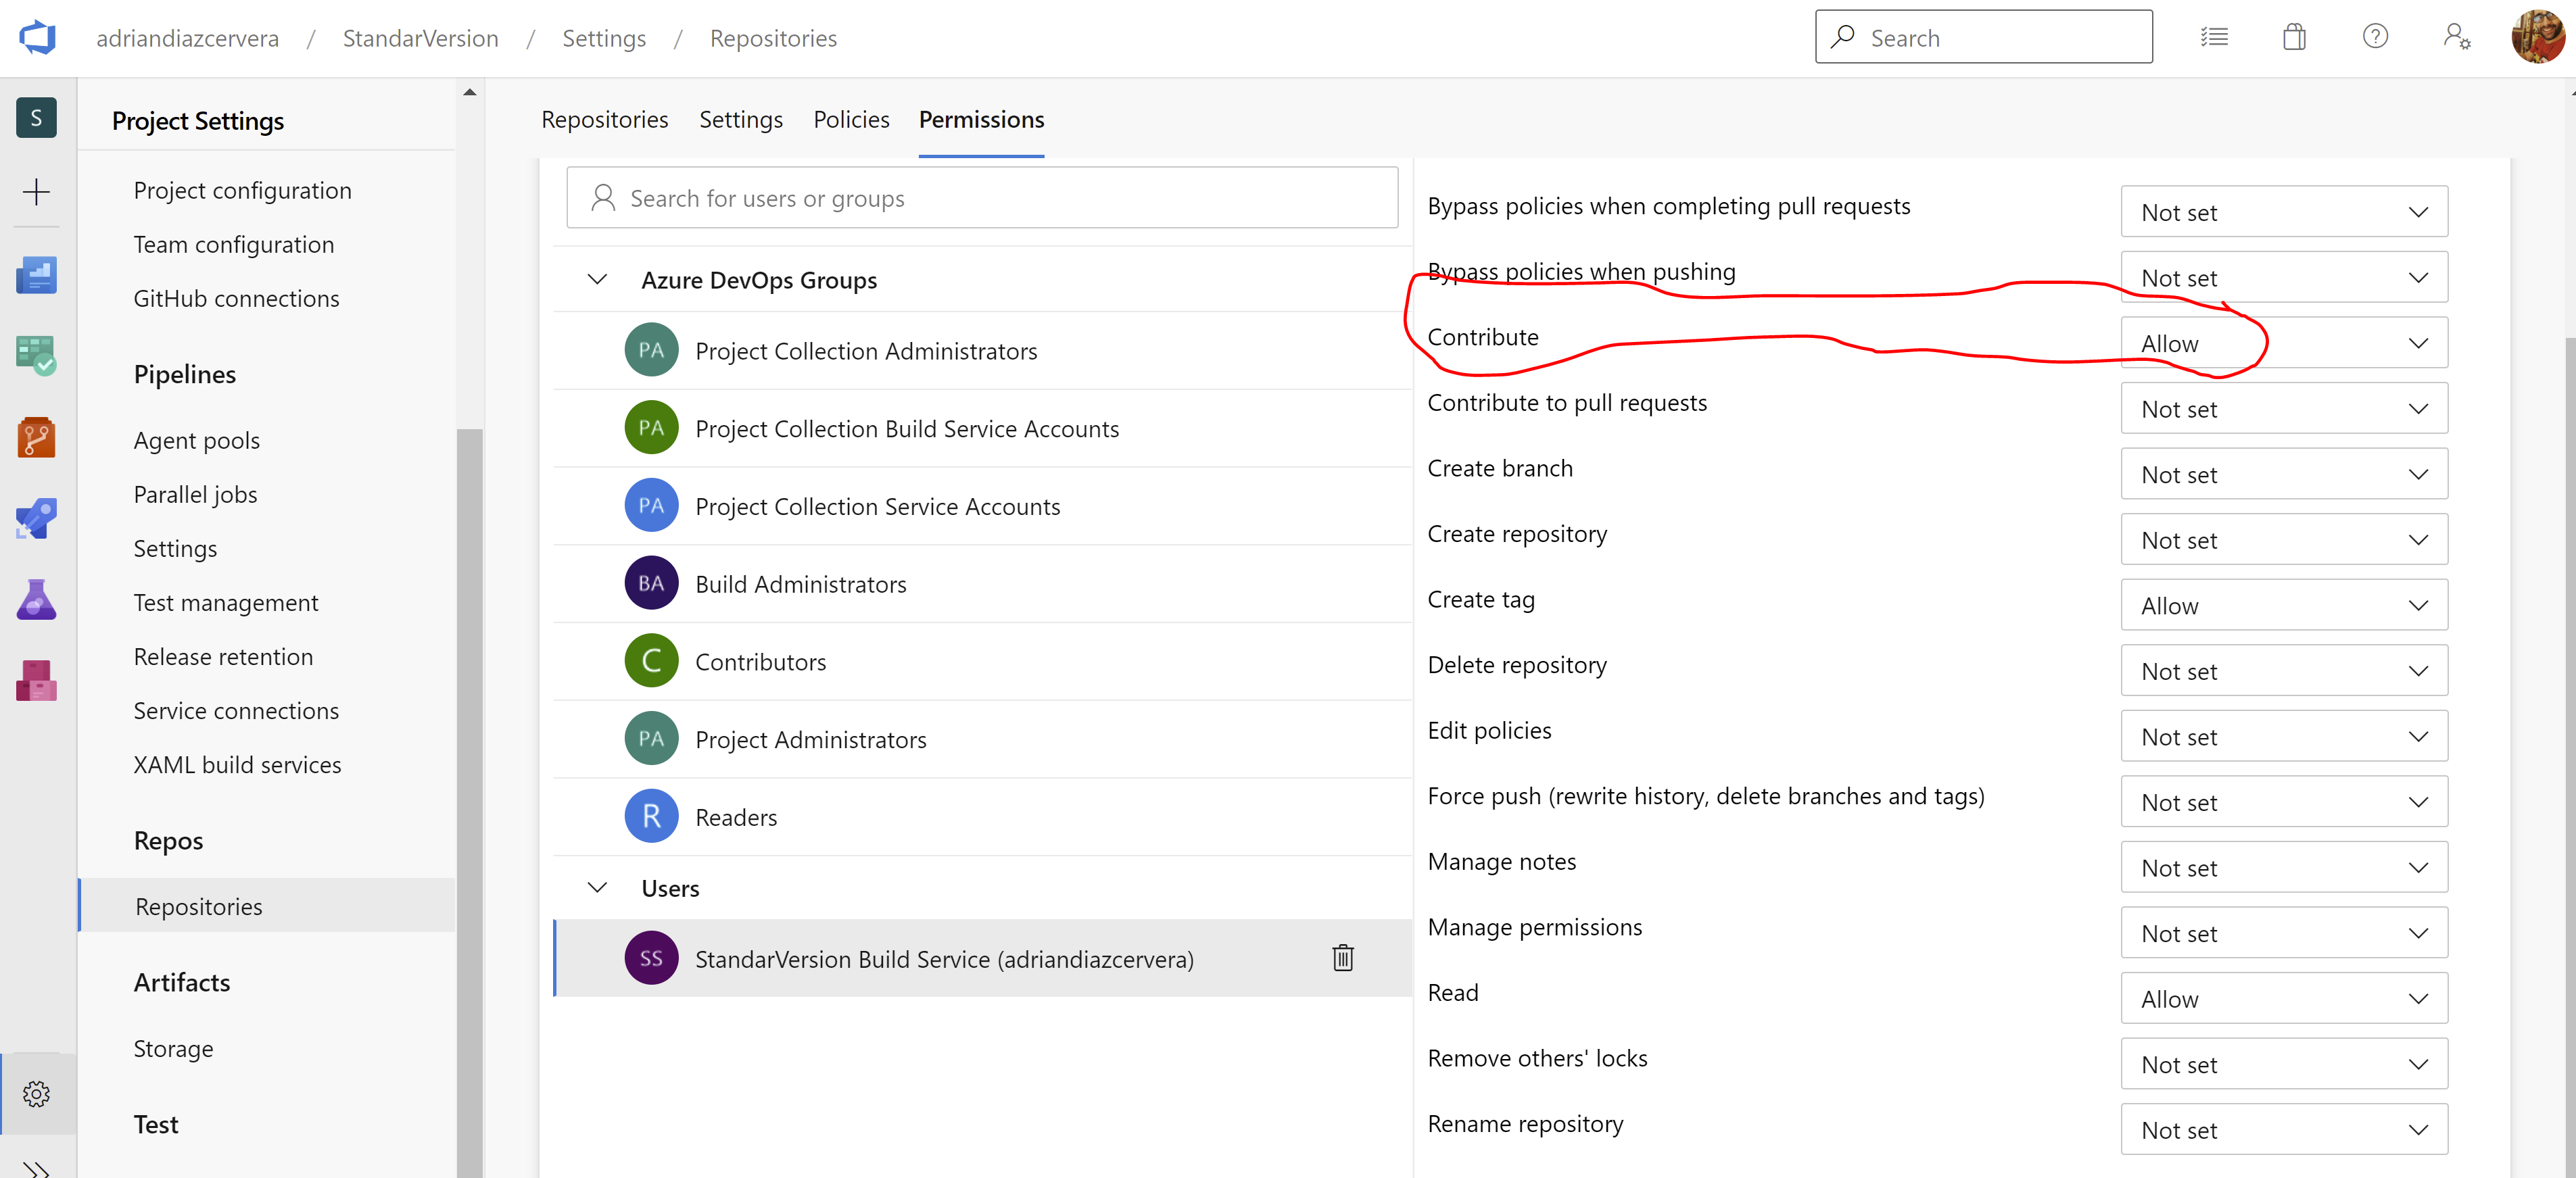 adriandiazcervera / StandarVersion / Settings / Repositories
Search
S
Project Settings
Project configuration
Team configuration
GitHub connections
Pipelines
Agent pools
Parallel jobs
Settings
Test management
Release retention
Service connections
XAML build services
Repos
Repositories
Artifacts
Storage
Test
Repositories Settings Policies Permissions
Search for users or groups
Azure DevOps Groups
PA Project Collection Administrators
PA Project Collection Build Service Accounts
PA Project Collection Service Accounts
BA Build Administrators
C Contributors
PA Project Administrators
R Readers
Users
SS StandarVersion Build Service (adriandiazcervera)
Bypass policies when completing pull requests Not set
Bypass policies when pushing Not set
Contribute Allow
Contribute to pull requests Not set
Create branch Not set
Create repository Not set
Create tag Allow
Delete repository Not set
Edit policies Not set
Force push (rewrite history, delete branches and tags) Not set
Manage notes Not set
Manage permissions Not set
Read Allow
Remove others' locks Not set
Rename repository Not set